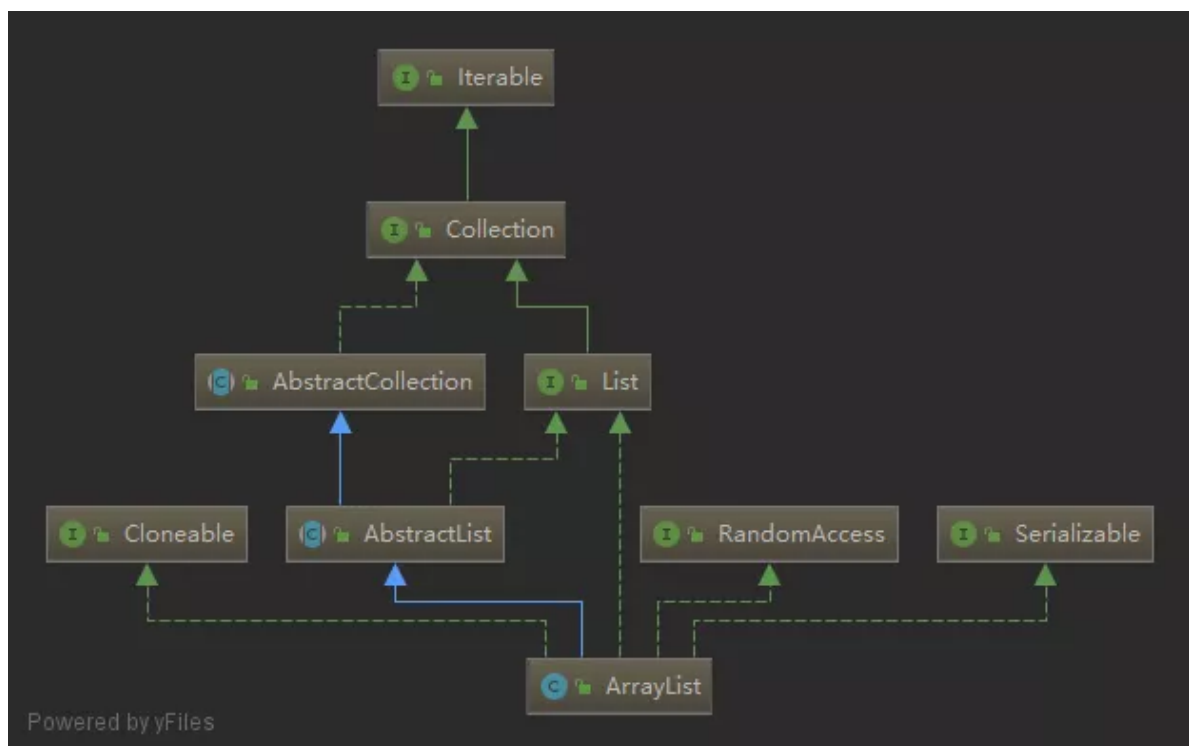 I Iterable
I Collection
C AbstractCollection
I List
I Cloneable
C AbstractList
I RandomAccess
I Serializable
C ArrayList
Powered by yFiles